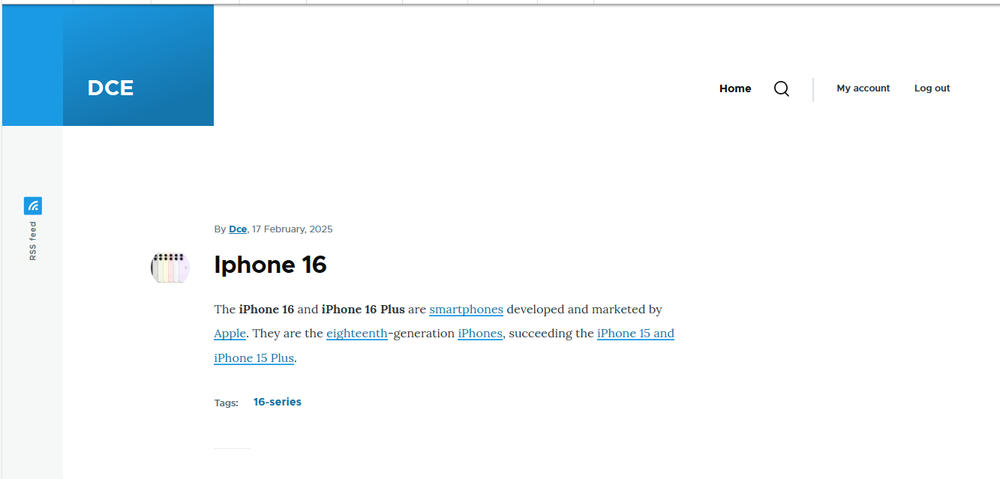 DCE
Home
My account
Log out
RSS feed
By Dce, 17 February, 2025
Iphone 16
The iPhone 16 and iPhone 16 Plus are smartphones developed and marketed by
Apple. They are the eighteenth-generation iPhones, succeeding the iPhone 15 and
iPhone 15 Plus.
Tags: 16-series